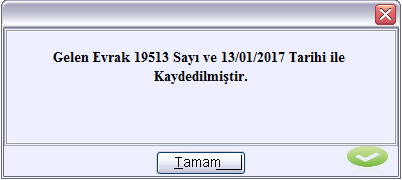 Gelen Evrak 19513 Sayı ve 13/01/2017 Tarihi ile
Kaydedilmiştir.
Tamam